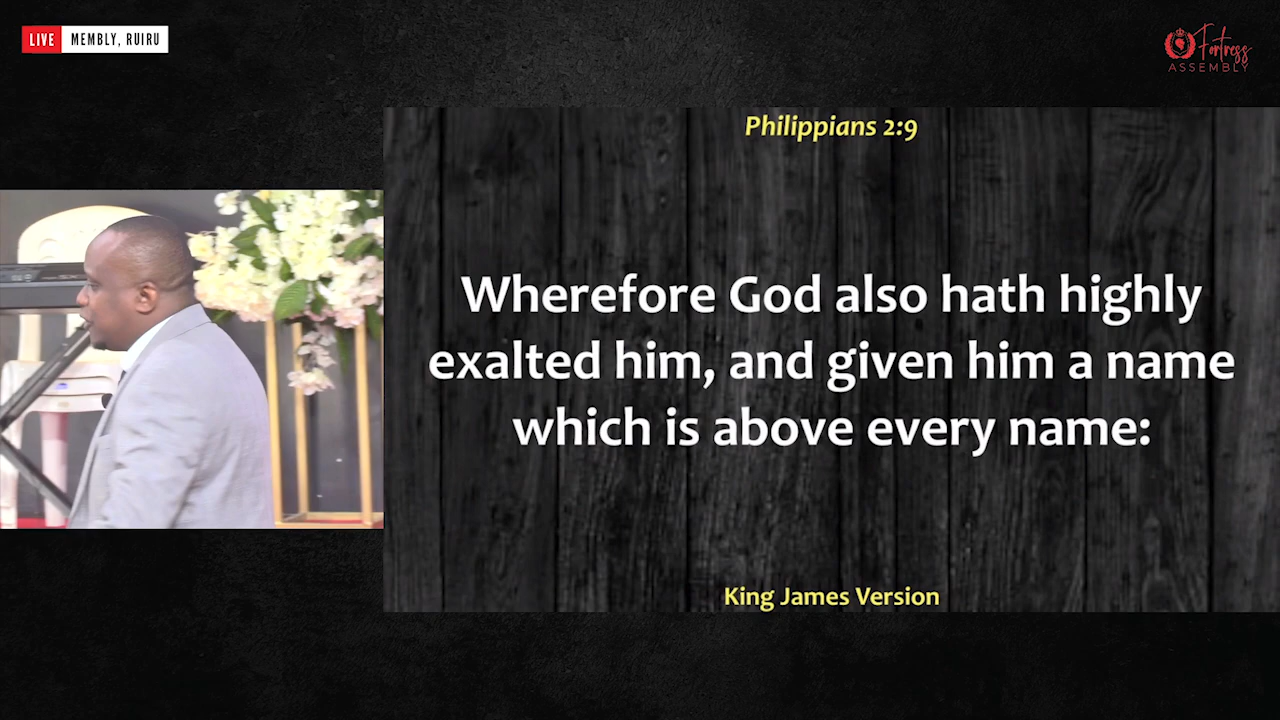 LIVE MEMBLY, RUIRU
Fortress
ASSEMBLY
Philippians 2:9
Wherefore God also hath highly
exalted him, and given him a name
which is above every name:
King James Version